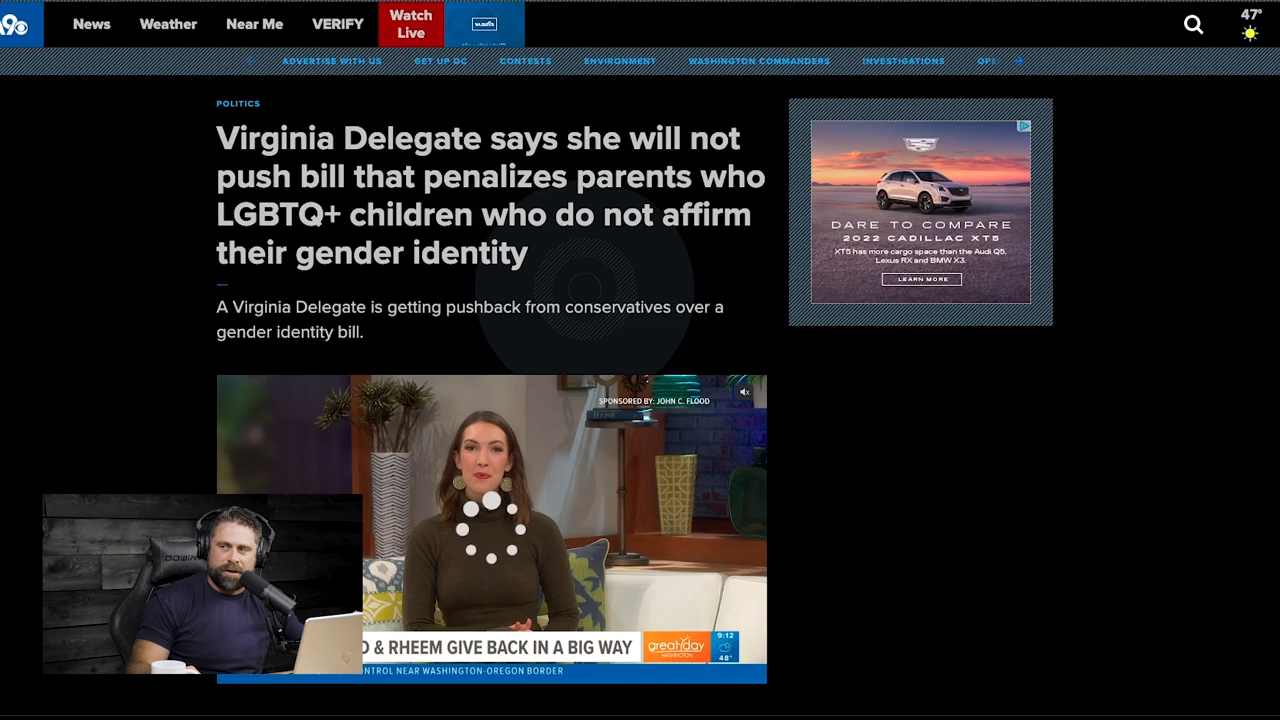 9
News
Weather
Near Me
VERIFY
Watch
Live
47°
ADVERTISE WITH US
GET UP DC
CONTESTS
ENVIRONMENT
WASHINGTON COMMANDERS
INVESTIGATIONS
OPE
POLITICS
Virginia Delegate says she will not
push bill that penalizes parents who
LGBTQ+ children who do not affirm
their gender identity
A Virginia Delegate is getting pushback from conservatives over a
gender identity bill.
DARE TO COMPARE
2022 CADILLAC XT5
XT5 has more cargo space than the Audi Q5,
Lexus RX and BMW X3.
LEARN MORE
SPONSORED BY: JOHN C. FLOOD
D & RHEEM GIVE BACK IN A BIG WAY
great day
WASHINGTON
9:12
48°
NTROL NEAR WASHINGTON-OREGON BORDER